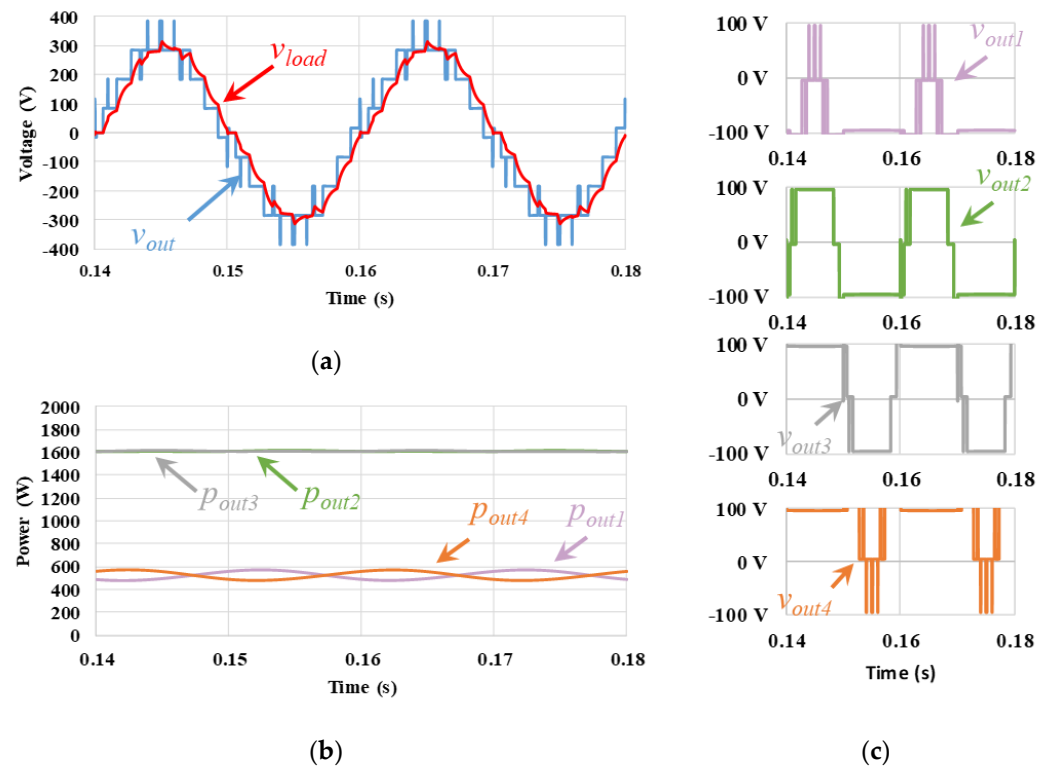 400
300
200
100
0
-100
-200
-300
-400
Voltage (V)
v_load
v_out
0.14
0.15
0.16
0.17
0.18
Time (s)
(a)
2000
1800
1600
1400
1200
1000
800
600
400
200
0
Power (W)
p_out3
p_out2
p_out4
p_out1
0.14
0.15
0.16
0.17
0.18
Time (s)
(b)
100 V
0 V
-100 V
v_out1
0.14
0.16
0.18
100 V
0 V
-100 V
v_out2
0.14
0.16
0.18
100 V
0 V
-100 V
v_out3
0.14
0.16
0.18
100 V
0 V
-100 V
v_out4
0.14
0.16
0.18
Time (s)
(c)